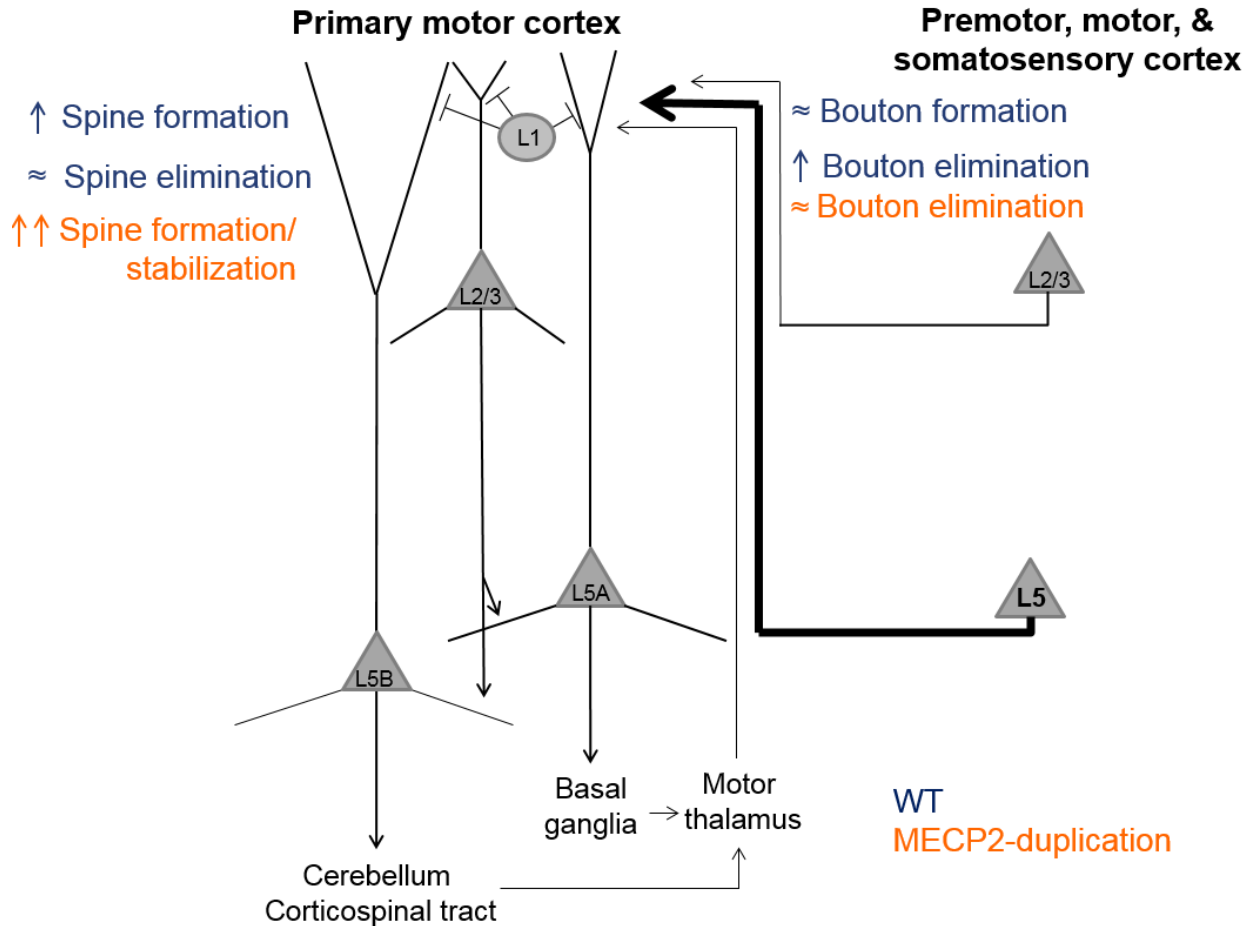 Primary motor cortex
Premotor, motor, &
somatosensory cortex
↑ Spine formation
≈ Spine elimination
↑↑ Spine formation/
stabilization
L1
≈ Bouton formation
↑ Bouton elimination
≈ Bouton elimination
L2/3
L2/3
L5A
L5
L5B
Basal
ganglia
Motor
thalamus
WT
MECP2-duplication
Cerebellum
Corticospinal tract